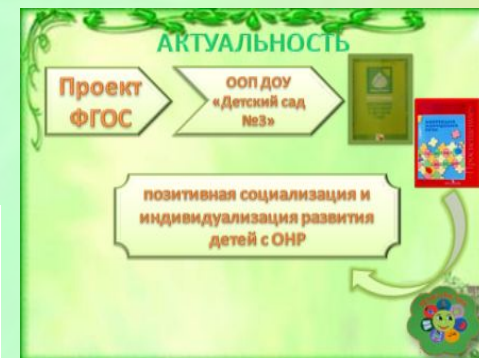 АКТУАЛЬНОСТЬ
Проект
ФГОС
ООП ДОУ
«Детский сад
№3»
позитивная социализация и
индивидуализация развития
детей с ОНР